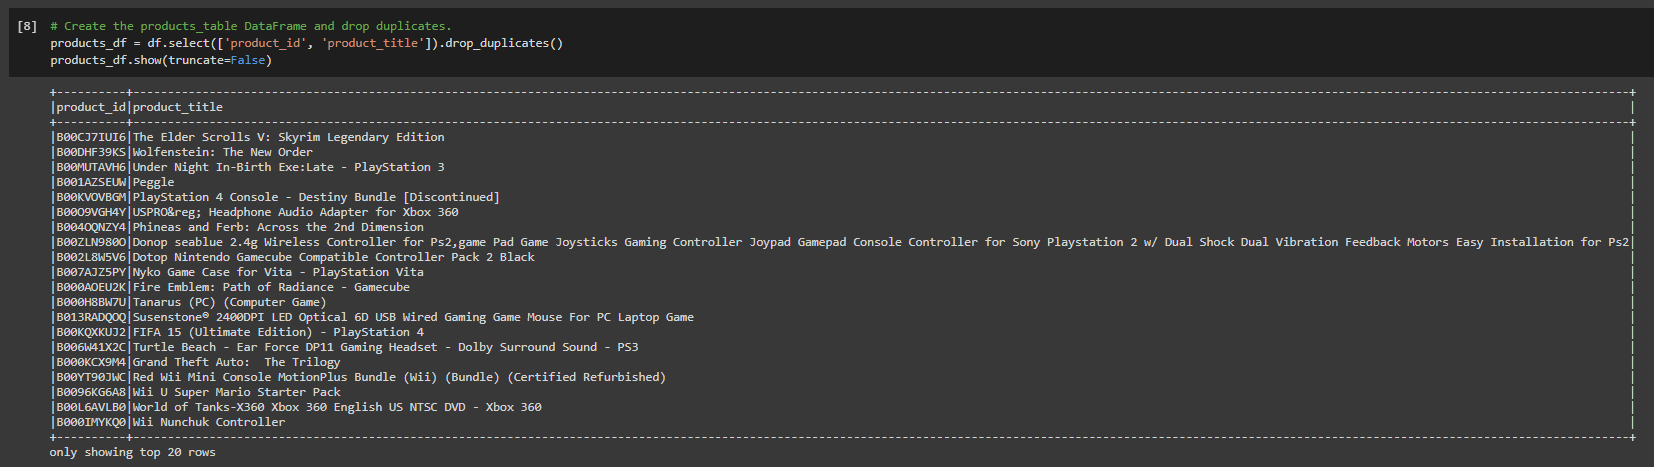 [8] # Create the products_table DataFrame and drop duplicates.
products_df = df.select(['product_id', 'product_title']).drop_duplicates()
products_df.show(truncate=False)
|product_id|product_title |
|B00CJ7IUI6|The Elder Scrolls V: Skyrim Legendary Edition |
|B00DHF39KS|Wolfenstein: The New Order |
|B00MUTAVH6|Under Night In-Birth Exe:Late - PlayStation 3 |
|B001AZSEUW|Peggle |
|B00KVOVBGM|PlayStation 4 Console - Destiny Bundle [Discontinued] |
|B00O9VGH4Y|USPRO&reg; Headphone Audio Adapter for Xbox 360 |
|B004OQNZY4|Phineas and Ferb: Across the 2nd Dimension |
|B00ZLN980O|Donop seablue 2.4g Wireless Controller for Ps2,game Pad Game Joysticks Gaming Controller Joypad Gamepad Console Controller for Sony Playstation 2 w/ Dual Shock Dual Vibration Feedback Motors Easy Installation for Ps2|
|B002L8W5V6|Dotop Nintendo Gamecube Compatible Controller Pack 2 Black |
|B007AJZ5PY|Nyko Game Case for Vita - PlayStation Vita |
|B000AOEU2K|Fire Emblem: Path of Radiance - Gamecube |
|B000H8BW7U|Tanarus (PC) (Computer Game) |
|B013RADQOQ|Susenstone® 2400DPI LED Optical 6D USB Wired Gaming Game Mouse For PC Laptop Game |
|B00KQXKUJ2|FIFA 15 (Ultimate Edition) - PlayStation 4 |
|B006W41X2C|Turtle Beach - Ear Force DP11 Gaming Headset - Dolby Surround Sound - PS3 |
|B000KCX9M4|Grand Theft Auto:  The Trilogy |
|B00YT90JWC|Red Wii Mini Console MotionPlus Bundle (Wii) (Bundle) (Certified Refurbished) |
|B0096KG6A8|Wii U Super Mario Starter Pack |
|B00L6AVLB0|World of Tanks-X360 Xbox 360 English US NTSC DVD - Xbox 360 |
|B000IMYKQ0|Wii Nunchuk Controller |
only showing top 20 rows